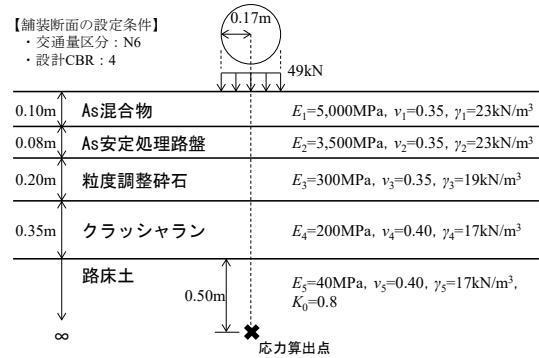 【舗装断面の設定条件】
・交通量区分：N6
・設計CBR：4
0.17m
49kN
0.10m As混合物 E1=5,000MPa, ν1=0.35, γ1=23kN/m³
0.08m As安定処理路盤 E2=3,500MPa, ν2=0.35, γ2=23kN/m³
0.20m 粒度調整砕石 E3=300MPa, ν3=0.35, γ3=19kN/m³
0.35m クラッシャラン E4=200MPa, ν4=0.40, γ4=17kN/m³
路床土
0.50m
E5=40MPa, ν5=0.40, γ5=17kN/m³,
K0=0.8
∞
応力算出点